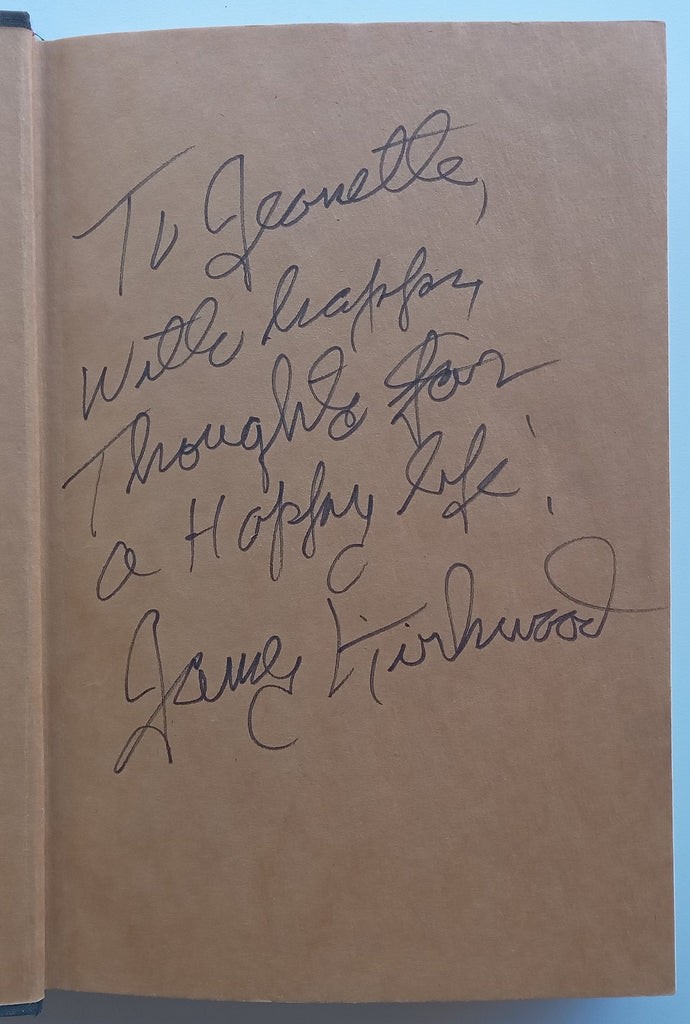 To Jeanette,
With happy
Thoughts for
a Happy life!
James Kirkwood